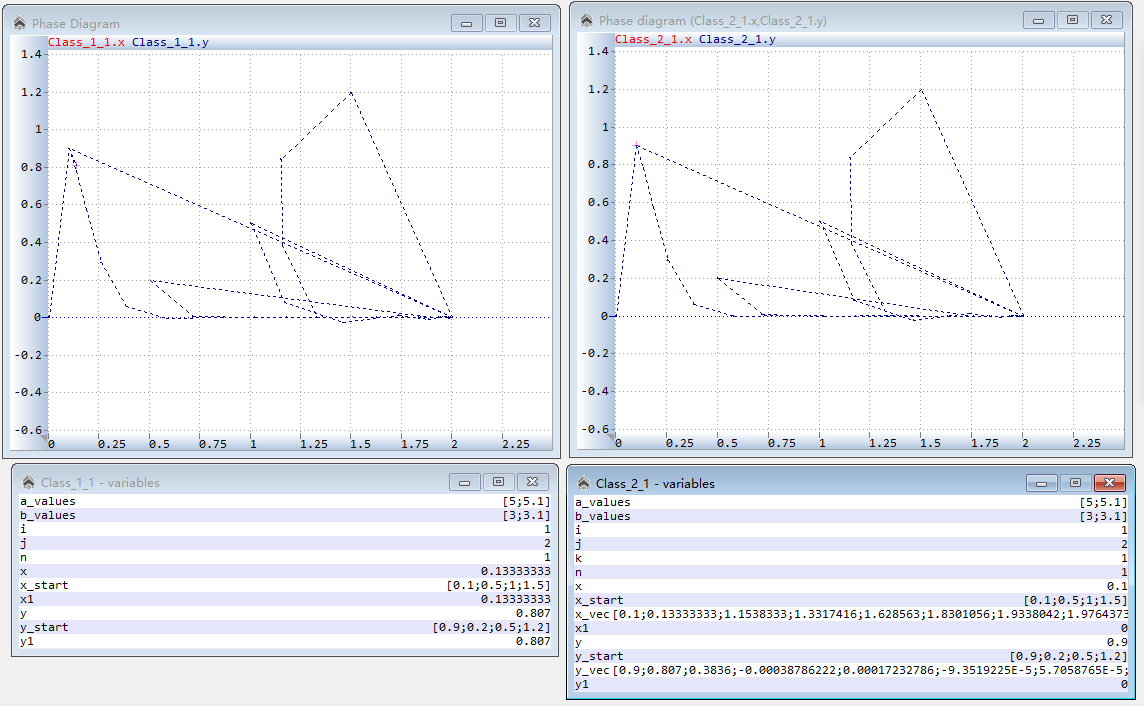 Phase Diagram
Class_1_1.x Class_1_1.y
1.4
1.2
1
0.8
0.6
0.4
0.2
0
-0.2
-0.4
-0.6
0 0.25 0.5 0.75 1 1.25 1.5 1.75 2 2.25
Phase diagram (Class_2_1.x,Class_2_1.y)
Class_2_1.x Class_2_1.y
1.4
1.2
1
0.8
0.6
0.4
0.2
0
-0.2
-0.4
-0.6
0 0.25 0.5 0.75 1 1.25 1.5 1.75 2 2.25
Class_1_1 - variables
a_values [5;5.1]
b_values [3;3.1]
i 1
j 2
n 1
x 0.13333333
x_start [0.1;0.5;1;1.5]
x1 0.13333333
y 0.807
y_start [0.9;0.2;0.5;1.2]
y1 0.807
Class_2_1 - variables
a_values [5;5.1]
b_values [3;3.1]
i 1
j 2
k 1
n 1
x 0.1
x_start [0.1;0.5;1;1.5]
x_vec [0.1;0.13333333;1.1538333;1.3317416;1.628563;1.8301056;1.9338042;1.9764373
x1 0
y 0.9
y_start [0.9;0.2;0.5;1.2]
y_vec [0.9;0.807;0.3836;-0.00038786222;0.00017232786;-9.3519225E-5;5.7058765E-5;
y1 0